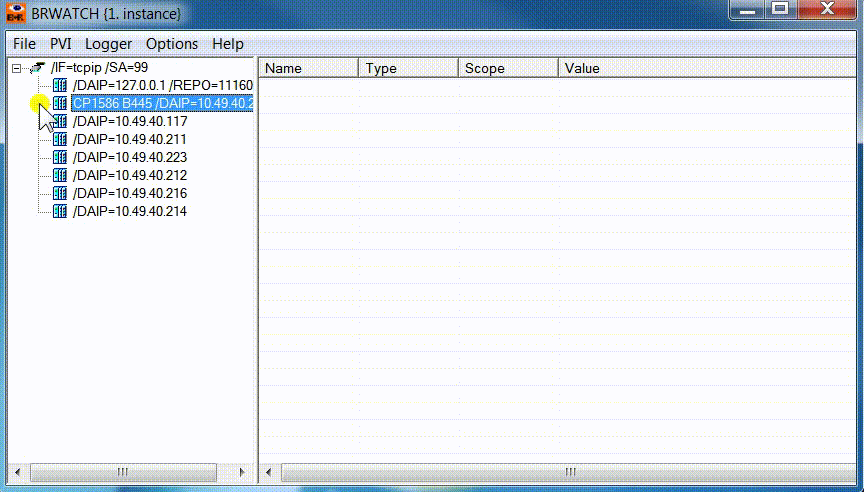 BRWATCH {1. instance}
File PVI Logger Options Help
/IF=tcpip /SA=99
/DAIP=127.0.0.1 /REPO=11160
CP1586 B445 /DAIP=10.49.40.2
/DAIP=10.49.40.117
/DAIP=10.49.40.211
/DAIP=10.49.40.223
/DAIP=10.49.40.212
/DAIP=10.49.40.216
/DAIP=10.49.40.214
Name Type Scope Value